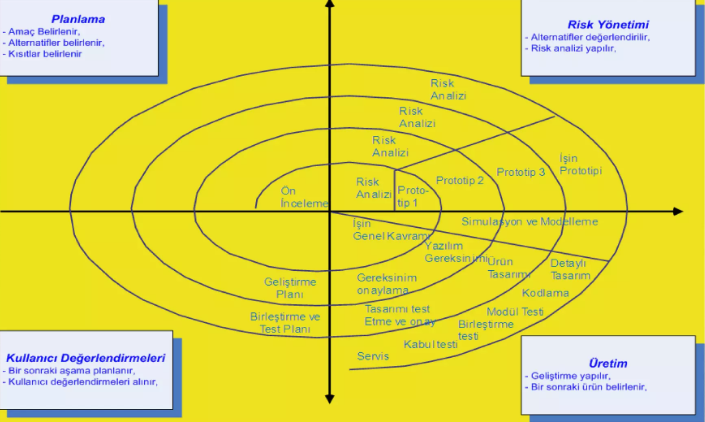 Planlama
- Amaç Belirlenir,
- Alternatifler belirlenir,
- Kısıtlar belirlenir
Risk Yönetimi
- Alternatifler değerlendirilir,
- Risk analizi yapılır,
Risk
Analizi
Risk
Analizi
Risk
Analizi
Risk
Analizi
Ön
İnceleme
Proto-
tip 1
Prototip 2
Prototip 3
İşin
Prototipi
İşin
Genel Kavramı
Simulasyon ve Modelleme
Yazılım
Gereksinimi
Ürün
Tasarımı
Detaylı
Tasarım
Geliştirme
Planı
Gereksinim
onaylama
Kodlama
Birleştirme ve
Test Planı
Tasarımı test
Etme ve onay
Modül Testi
Birleştirme
testi
Kabul testi
Servis
Kullanıcı Değerlendirmeleri
- Bir sonraki aşama planlanır,
- Kullanıcı değerlendirmeleri alınır,
Üretim
- Geliştirme yapılır,
- Bir sonraki ürün belirlenir,